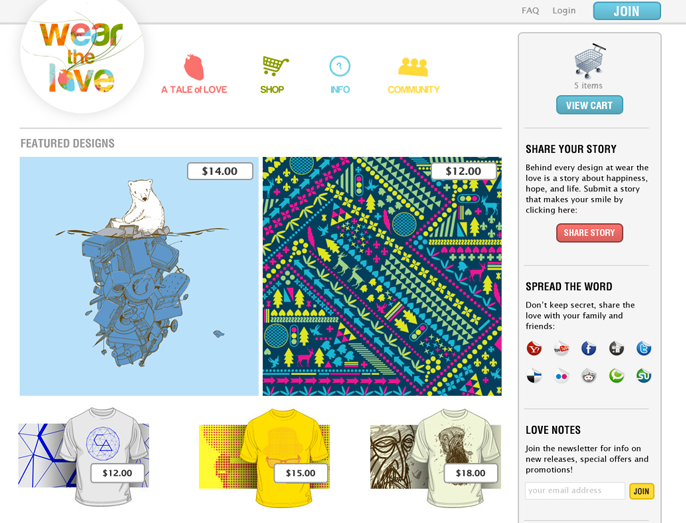 FAQ
Login
JOIN
wear
the
love
A TALE of LOVE
SHOP
INFO
COMMUNITY
5 items
VIEW CART
FEATURED DESIGNS
$14.00
$12.00
SHARE YOUR STORY
Behind every design at wear the
love is a story about happiness,
hope, and life. Submit a story
that makes your smile by
clicking here:
SHARE STORY
SPREAD THE WORD
Don't keep secret, share the
love with your family and
friends:
$12.00
$15.00
$18.00
LOVE NOTES
Join the newsletter for info on
new releases, special offers and
promotions!
your email address
JOIN